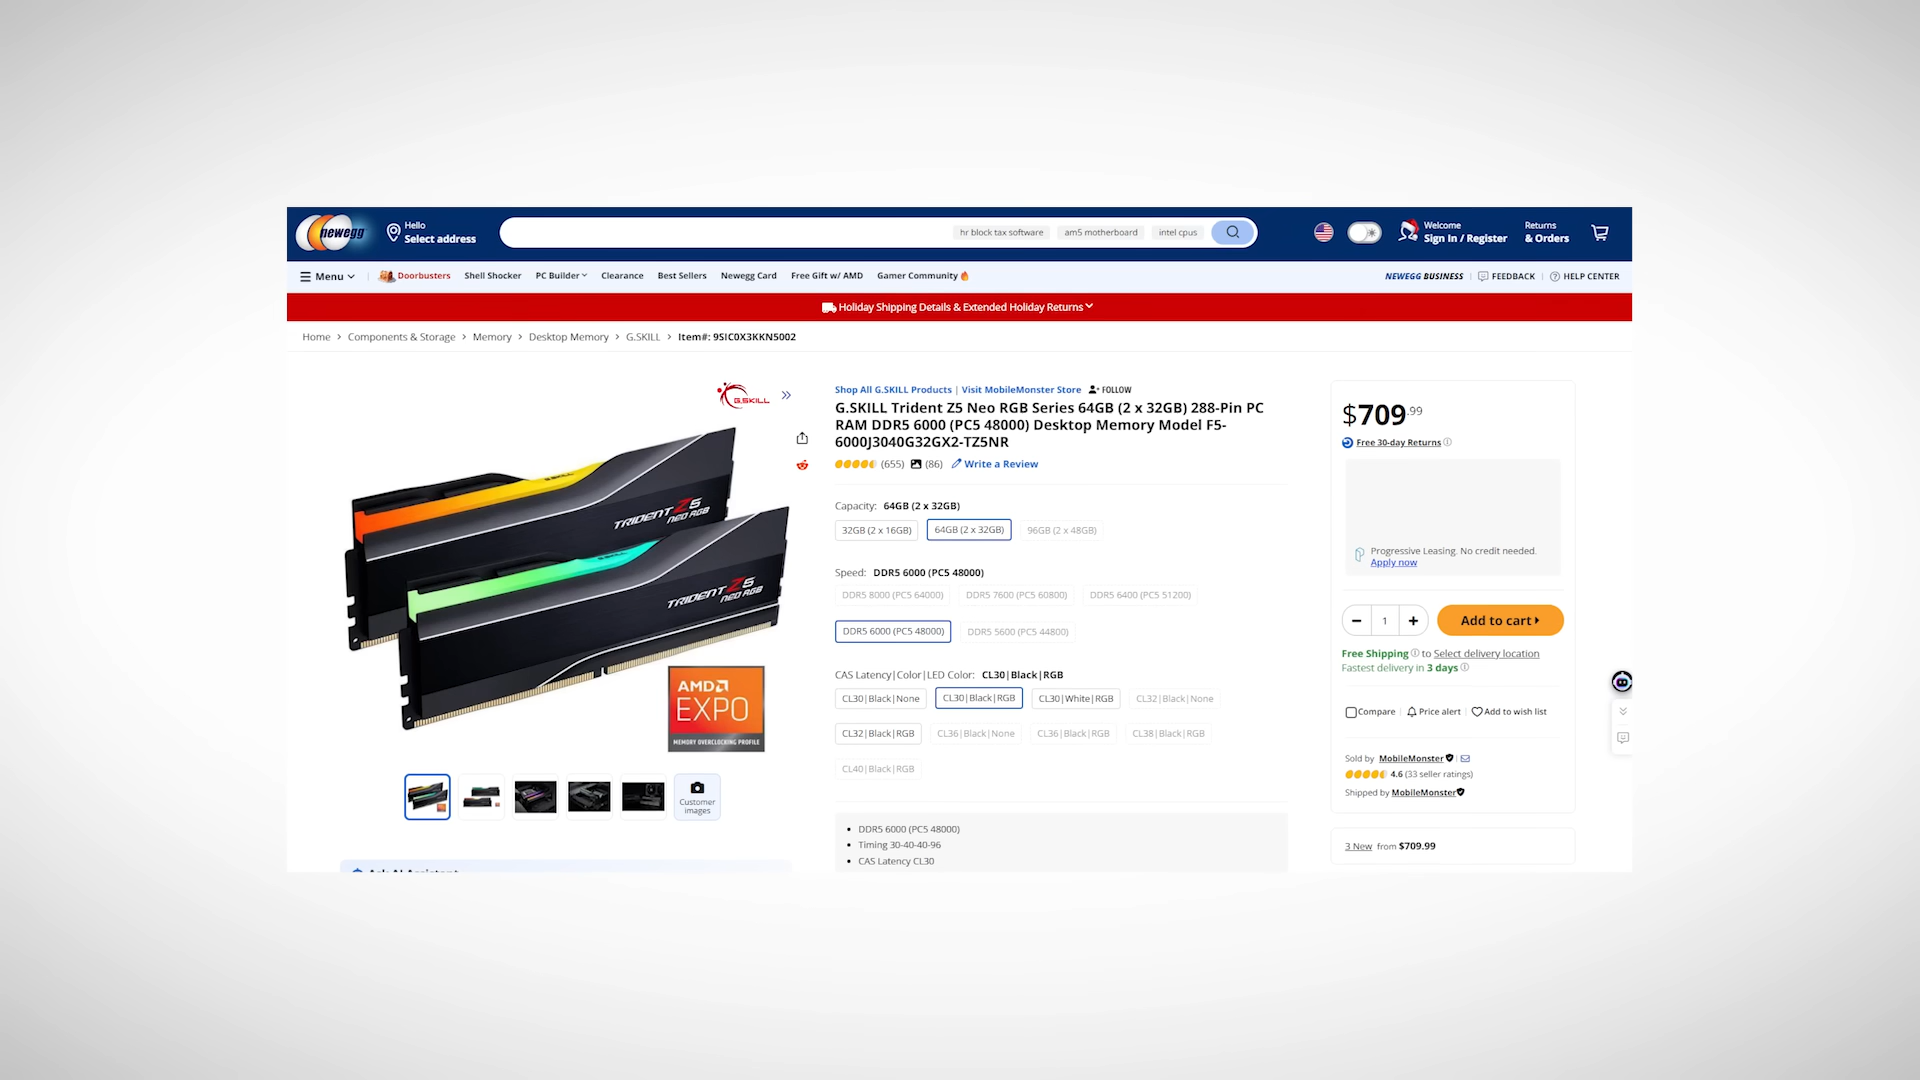 newegg
Hello
Select address
hr block tax software
am5 motherboard
intel cpus
Welcome
Sign In / Register
Returns
& Orders
Menu
Doorbusters
Shell Shocker
PC Builder
Clearance
Best Sellers
Newegg Card
Free Gift w/ AMD
Gamer Community
NEWEGG BUSINESS
FEEDBACK
HELP CENTER
Holiday Shipping Details & Extended Holiday Returns
Home > Components & Storage > Memory > Desktop Memory > G.SKILL > Item#: 9SIC0X3KKN5002
G.SKILL
TRIDENT Z5
NEO RGB
TRIDENT Z5
NEO RGB
AMD
EXPO
MEMORY OVERCLOCKING PROFILE
Customer
images
Shop All G.SKILL Products | Visit MobileMonster Store FOLLOW
G.SKILL Trident Z5 Neo RGB Series 64GB (2 x 32GB) 288-Pin PC
RAM DDR5 6000 (PC5 48000) Desktop Memory Model F5-
6000J3040G32GX2-TZ5NR
(655) (86) Write a Review
Capacity: 64GB (2 x 32GB)
32GB (2 x 16GB) 64GB (2 x 32GB) 96GB (2 x 48GB)
Speed: DDR5 6000 (PC5 48000)
DDR5 8000 (PC5 64000) DDR5 7600 (PC5 60800) DDR5 6400 (PC5 51200)
DDR5 6000 (PC5 48000) DDR5 5600 (PC5 44800)
CAS Latency|Color|LED Color: CL30|Black|RGB
CL30|Black|None CL30|Black|RGB CL30|White|RGB CL32|Black|None
CL32|Black|RGB CL36|Black|None CL36|Black|RGB CL38|Black|RGB
CL40|Black|RGB
• DDR5 6000 (PC5 48000)
• Timing 30-40-40-96
• CAS Latency CL30
$709.99
Free 30-day Returns
Progressive Leasing. No credit needed.
Apply now
- 1 +
Add to cart
Free Shipping to Select delivery location
Fastest delivery in 3 days
Compare
Price alert
Add to wish list
Sold by MobileMonster
4.6 (33 seller ratings)
Shipped by MobileMonster
3 New from $709.99